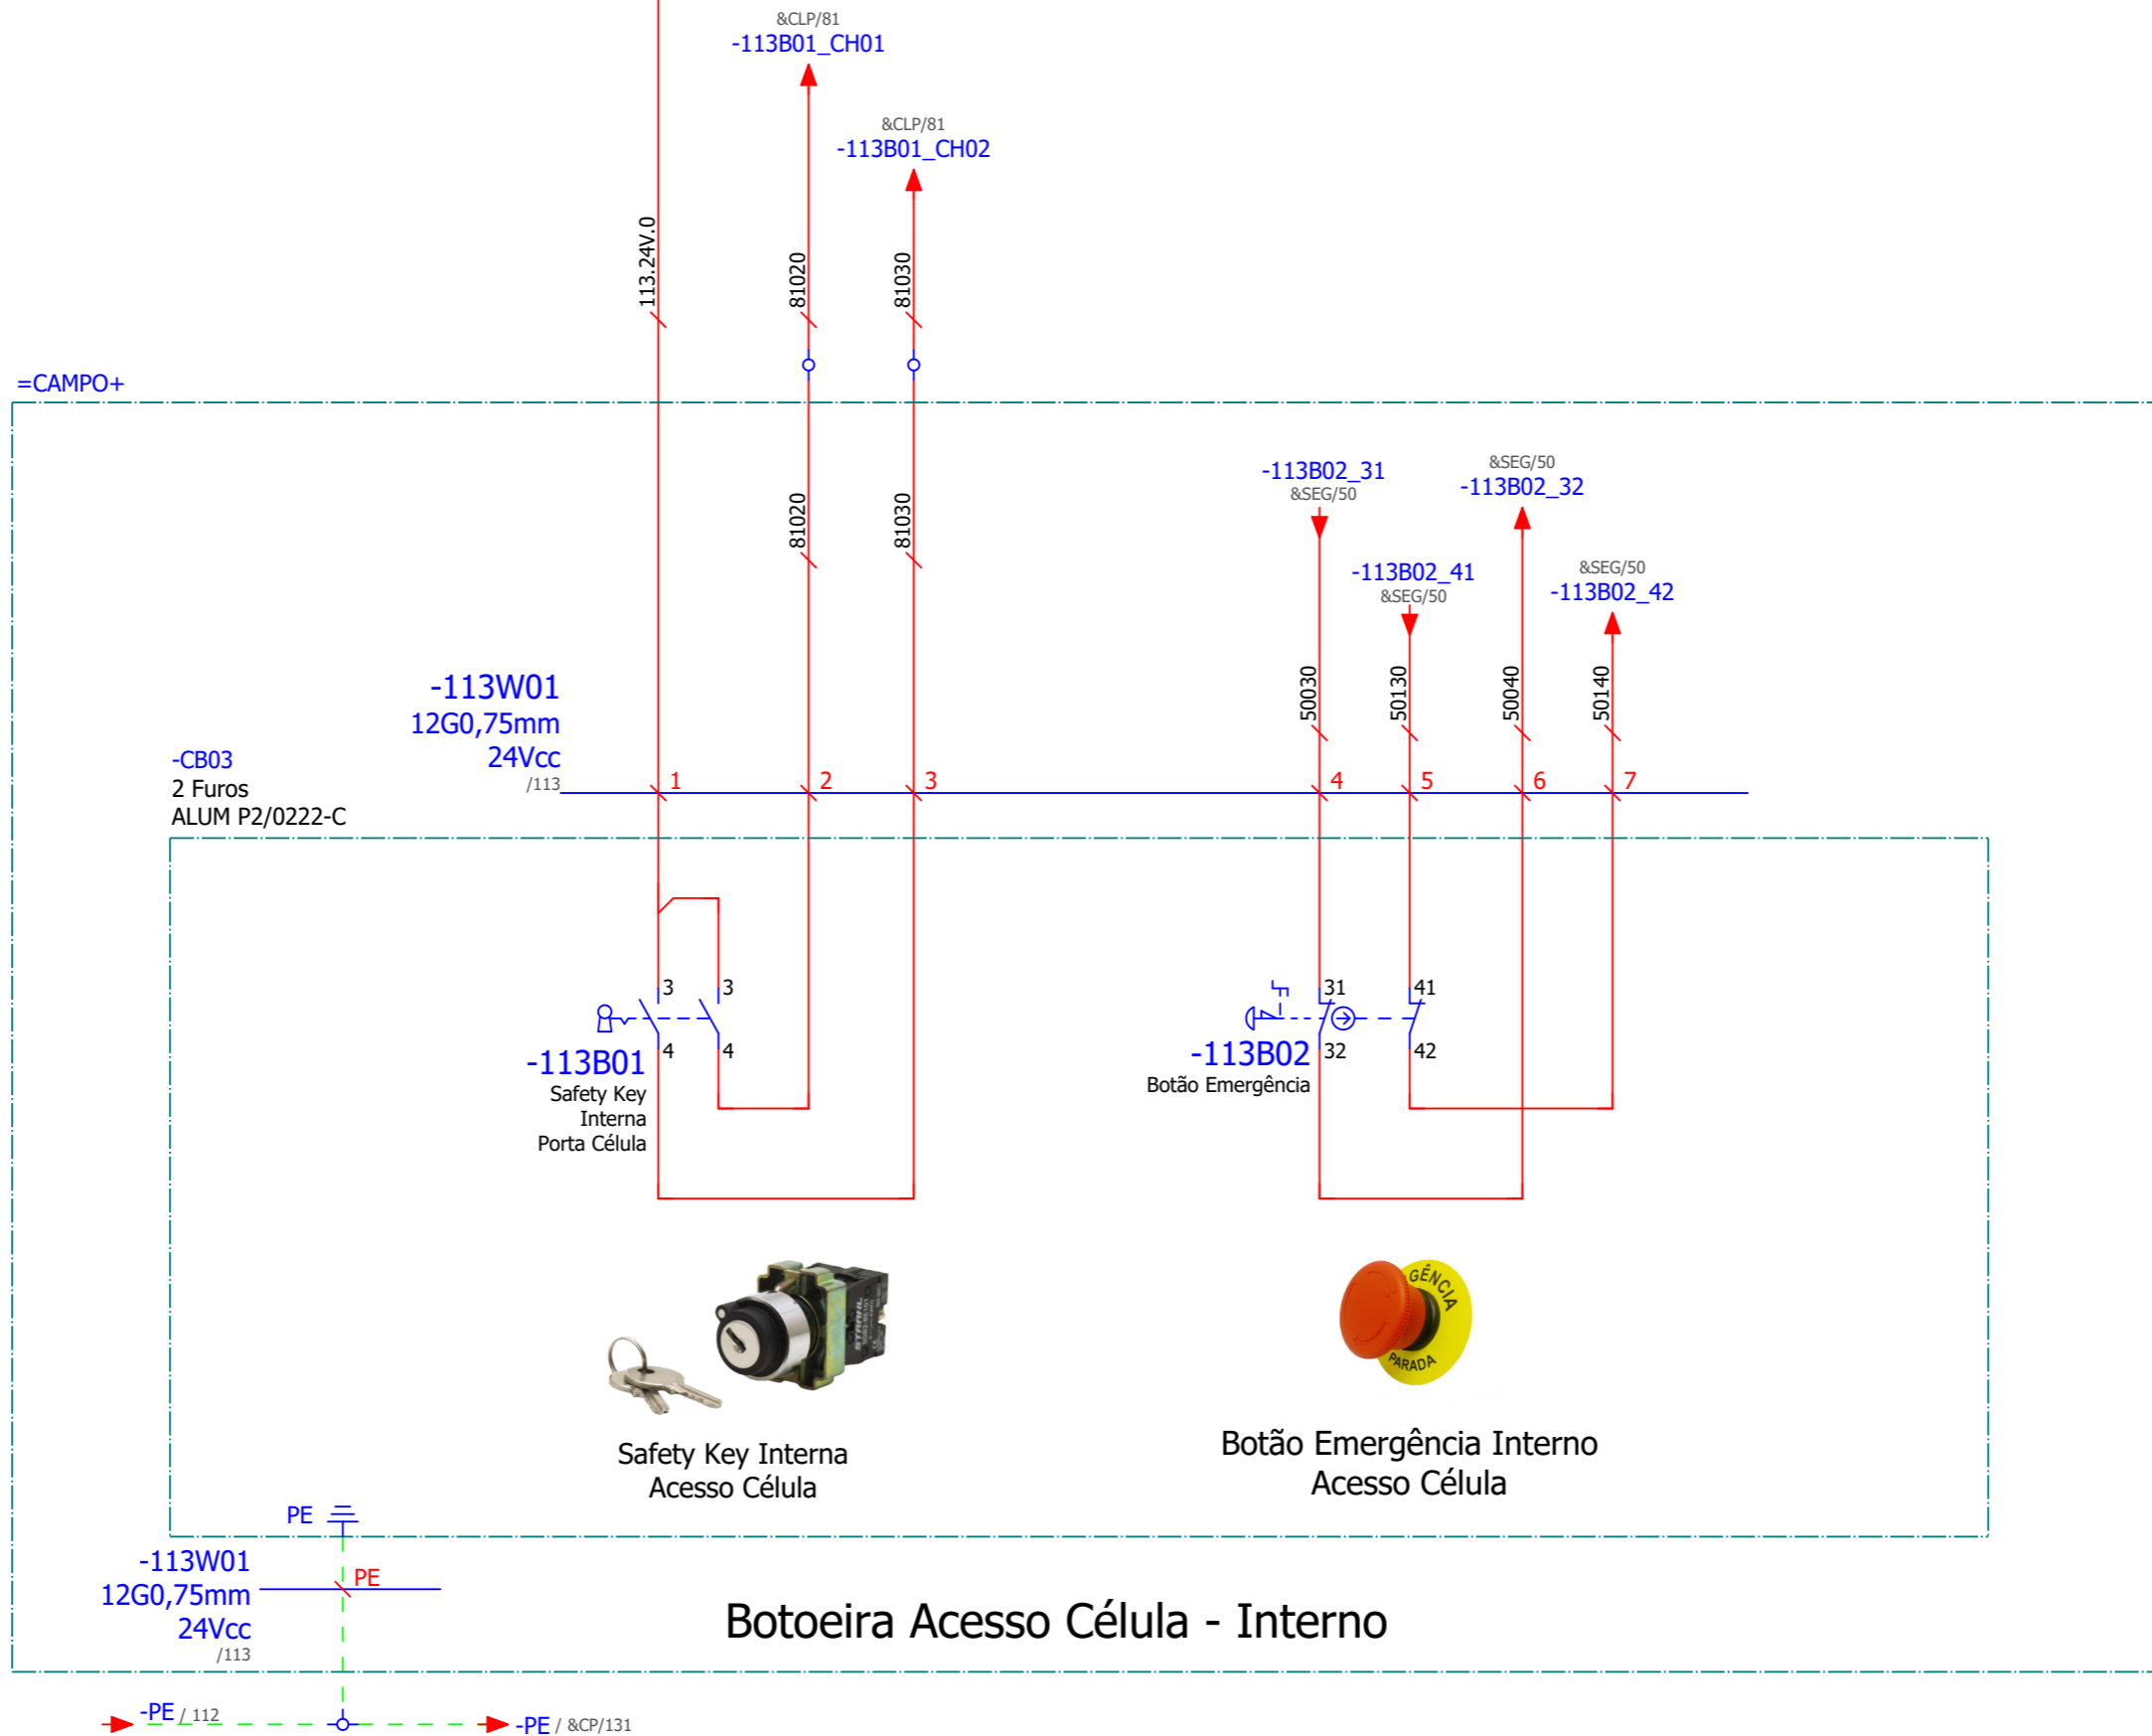 &CLP/81
-113B01_CH01
&CLP/81
-113B01_CH02
113.24V.0
81020
81030
=CAMPO+
81020
81030
-113B02_31
&SEG/50
&SEG/50
-113B02_32
-113B02_41
&SEG/50
&SEG/50
-113B02_42
50030
50130
50040
50140
-113W01
12G0,75mm
24Vcc
/113
1
2
3
4
5
6
7
-CB03
2 Furos
ALUM P2/0222-C
3
3
4
4
-113B01
Safety Key
Interna
Porta Célula
31
41
32
42
-113B02
Botão Emergência
STRAHL
GÊNCIA
PARADA
Safety Key Interna
Acesso Célula
Botão Emergência Interno
Acesso Célula
PE
-113W01
12G0,75mm
24Vcc
/113
PE
Botoeira Acesso Célula - Interno
-PE / 112
-PE / &CP/131